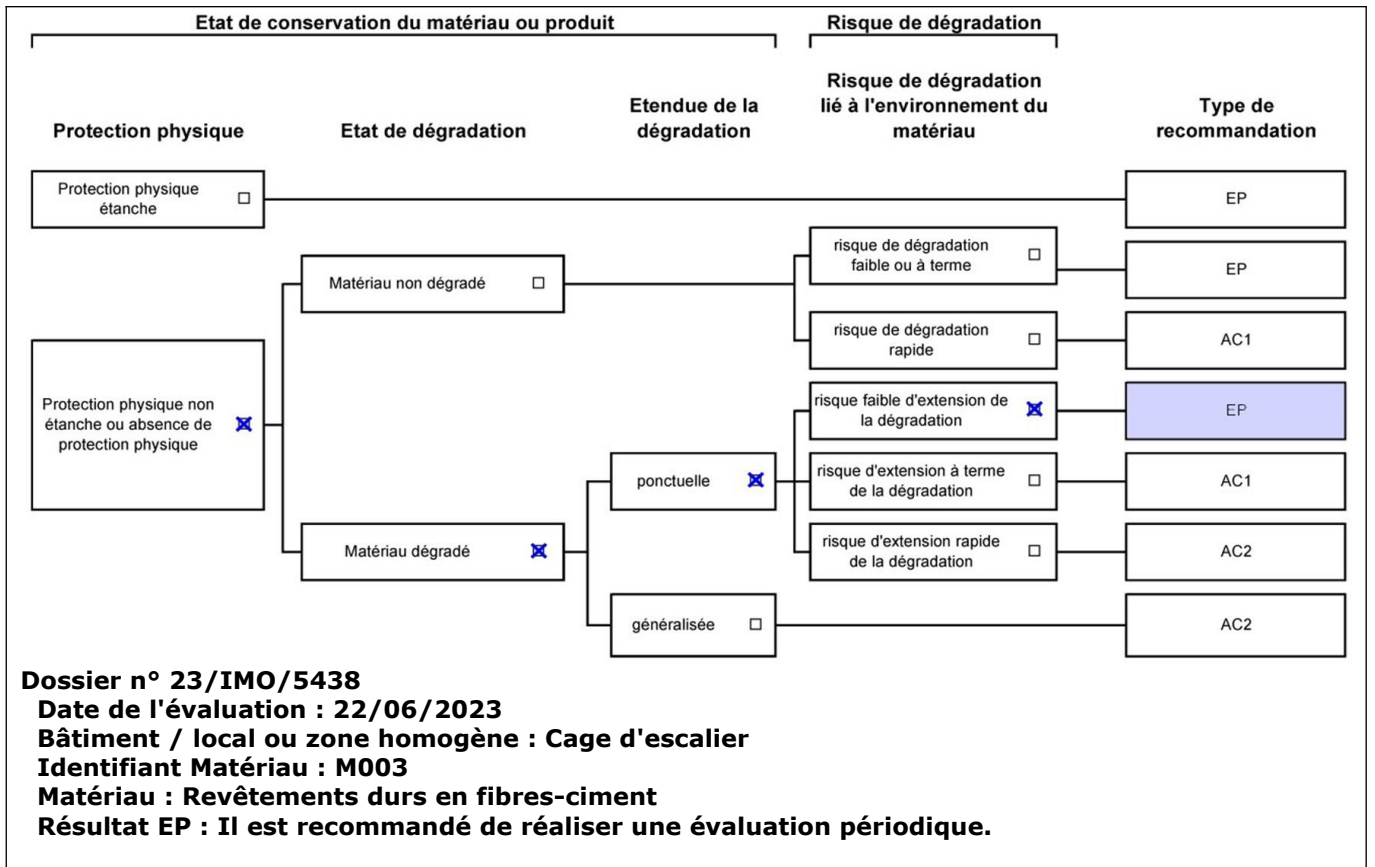 Etat de conservation du matériau ou produit
Risque de dégradation
Protection physique
Etat de dégradation
Etendue de la
dégradation
Risque de dégradation
lié à l'environnement du
matériau
Type de
recommandation
Protection physique
étanche
EP
risque de dégradation
faible ou à terme
EP
Matériau non dégradé
risque de dégradation
rapide
AC1
Protection physique non
étanche ou absence de
protection physique
risque faible d'extension de
la dégradation
EP
ponctuelle
risque d'extension à terme
de la dégradation
AC1
Matériau dégradé
risque d'extension rapide
de la dégradation
AC2
généralisée
AC2
Dossier n° 23/IMO/5438
Date de l'évaluation : 22/06/2023
Bâtiment / local ou zone homogène : Cage d'escalier
Identifiant Matériau : M003
Matériau : Revêtements durs en fibres-ciment
Résultat EP : Il est recommandé de réaliser une évaluation périodique.